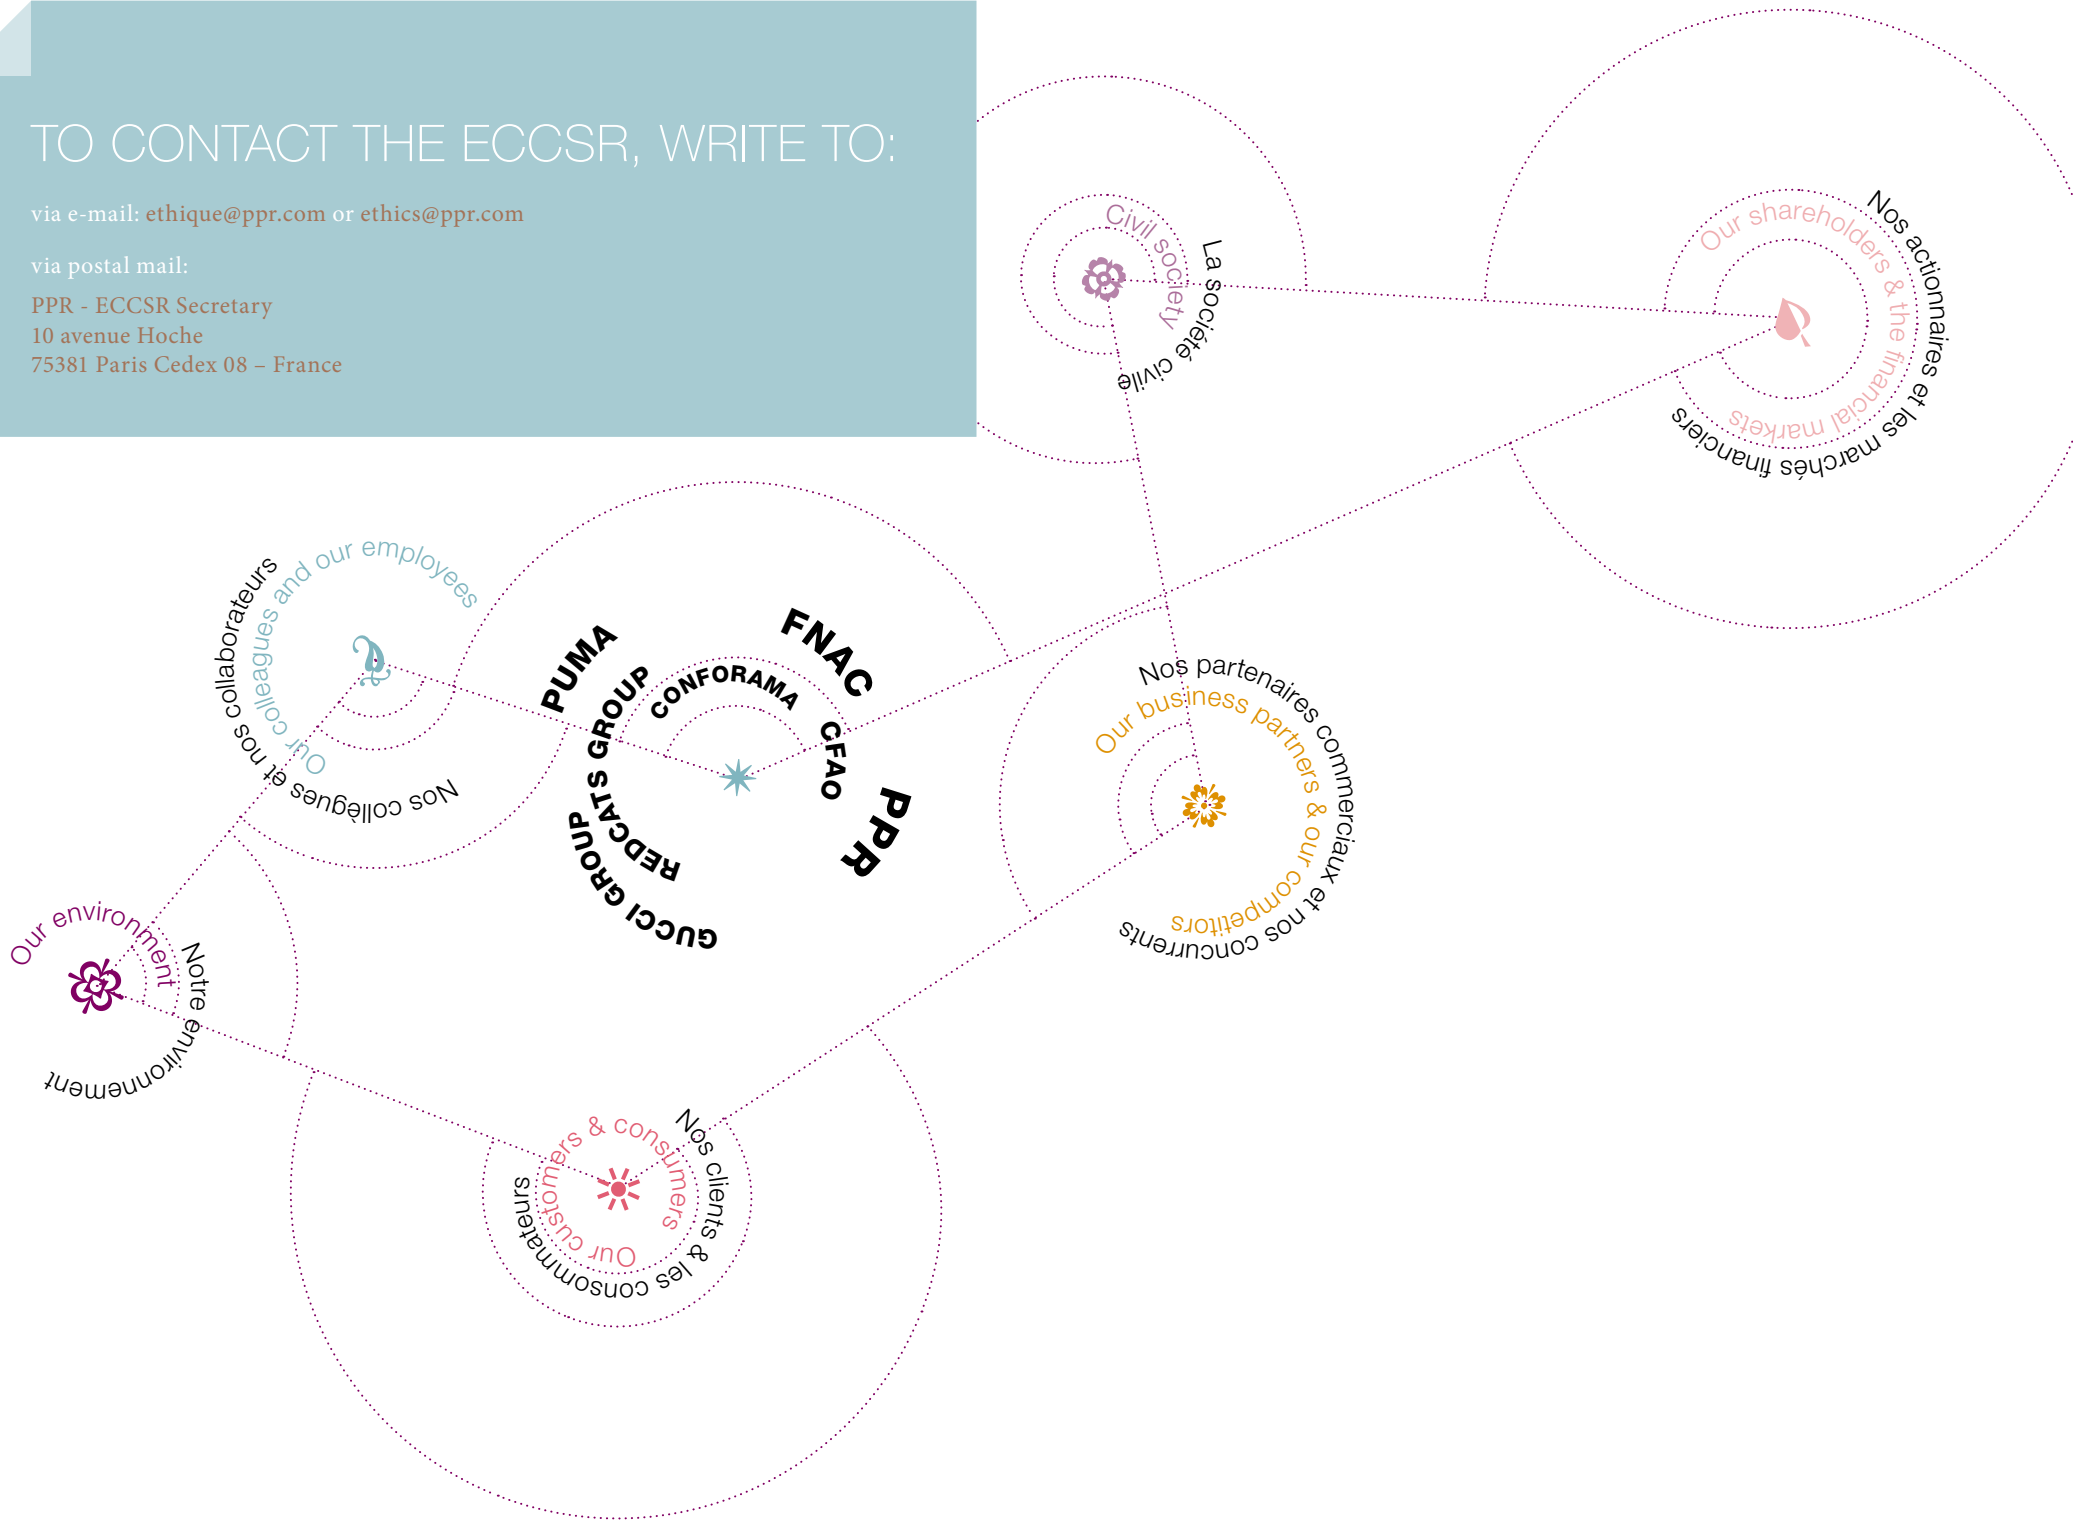 TO CONTACT THE ECCSR, WRITE TO:
via e-mail: ethique@ppr.com or ethics@ppr.com
via postal mail:
PPR - ECCSR Secretary
10 avenue Hoche
75381 Paris Cedex 08 – France
Civil society
La société civile
Our shareholders & the financial markets
Nos actionnaires et les marchés financiers
Our colleagues and our employees
Nos collègues et nos collaborateurs
PUMA
FNAC
CONFORAMA
REDCATS GROUP
CFAO
PPR
GUCCI GROUP
Nos partenaires commerciaux et nos concurrents
Our business partners & our competitors
Our environment
Notre environnement
Our customers & consumers
Nos clients & les consommateurs